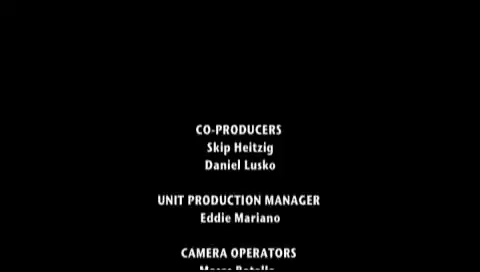 CO-PRODUCERS
Skip Heitzig
Daniel Lusko
UNIT PRODUCTION MANAGER
Eddie Mariano
CAMERA OPERATORS